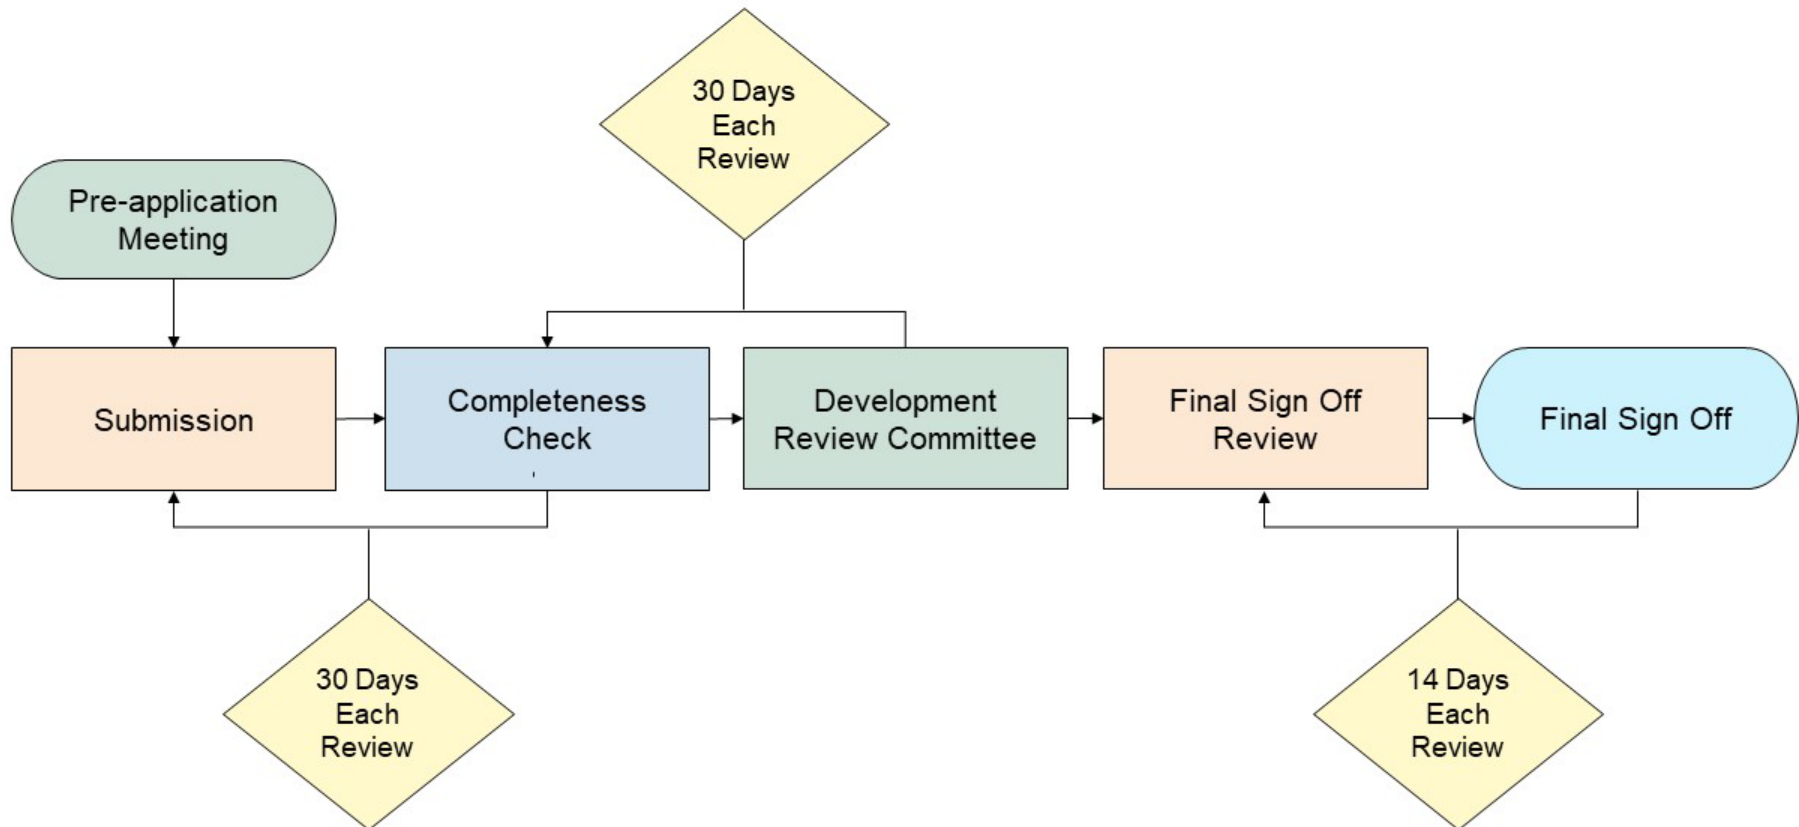 30 Days
Each
Review
Pre-application
Meeting
Submission
Completeness
Check
Development
Review Committee
Final Sign Off
Review
Final Sign Off
30 Days
Each
Review
14 Days
Each
Review